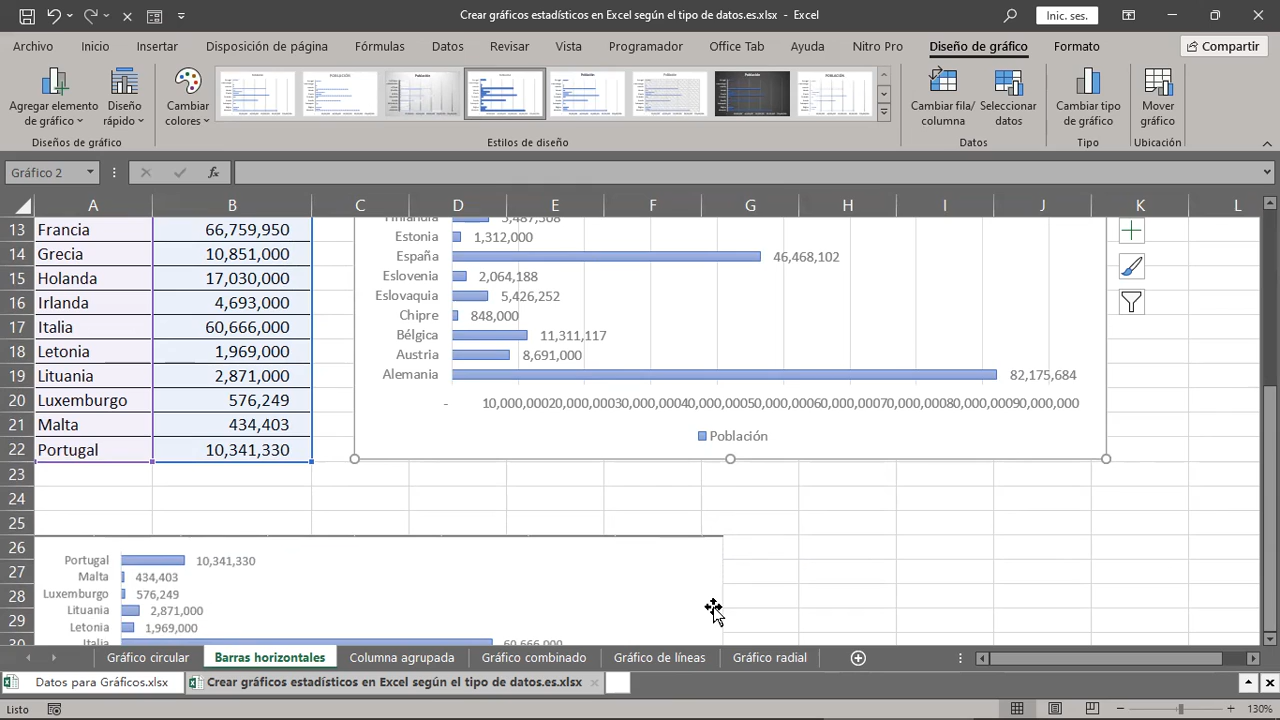 Crear gráficos estadísticos en Excel según el tipo de datos.es.xlsx - Excel
Inic. ses.
Archivo Inicio Insertar Disposición de página Fórmulas Datos Revisar Vista Programador Office Tab Ayuda Nitro Pro Diseño de gráfico Formato Compartir
Agregar elemento de gráfico
Diseño rápido
Cambiar colores
Cambiar fila/ columna
Seleccionar datos
Cambiar tipo de gráfico
Mover gráfico
Diseños de gráfico Estilos de diseño Datos Tipo Ubicación
Gráfico 2 fx
A B C D E F G H I J K L
13 Francia 66,759,950
14 Grecia 10,851,000
15 Holanda 17,030,000
16 Irlanda 4,693,000
17 Italia 60,666,000
18 Letonia 1,969,000
19 Lituania 2,871,000
20 Luxemburgo 576,249
21 Malta 434,403
22 Portugal 10,341,330
23
24
25
26
27
28
29
30
Finlandia 5,487,308
Estonia 1,312,000
España 46,468,102
Eslovenia 2,064,188
Eslovaquia 5,426,252
Chipre 848,000
Bélgica 11,311,117
Austria 8,691,000
Alemania 82,175,684
- 10,000,000 20,000,000 30,000,000 40,000,000 50,000,000 60,000,000 70,000,000 80,000,000 90,000,000
Población
Portugal 10,341,330
Malta 434,403
Luxemburgo 576,249
Lituania 2,871,000
Letonia 1,969,000
Italia 60,666,000
Gráfico circular Barras horizontales Columna agrupada Gráfico combinado Gráfico de líneas Gráfico radial
Datos para Gráficos.xlsx Crear gráficos estadísticos en Excel según el tipo de datos.es.xlsx
Listo 130%